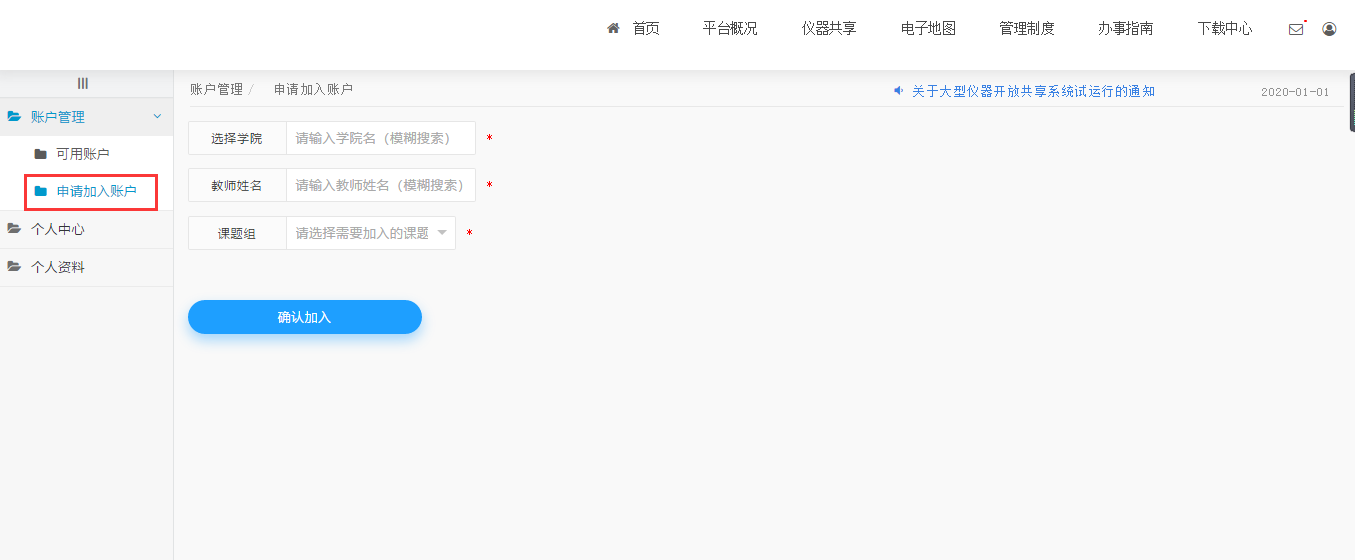 首页 平台概况 仪器共享 电子地图 管理制度 办事指南 下载中心
账户管理 / 申请加入账户
关于大型仪器开放共享系统试运行的通知 2020-01-01
账户管理
可用账户
申请加入账户
个人中心
个人资料
选择学院 请输入学院名（模糊搜索） *
教师姓名 请输入教师姓名（模糊搜索） *
课题组 请选择需要加入的课题 *
确认加入